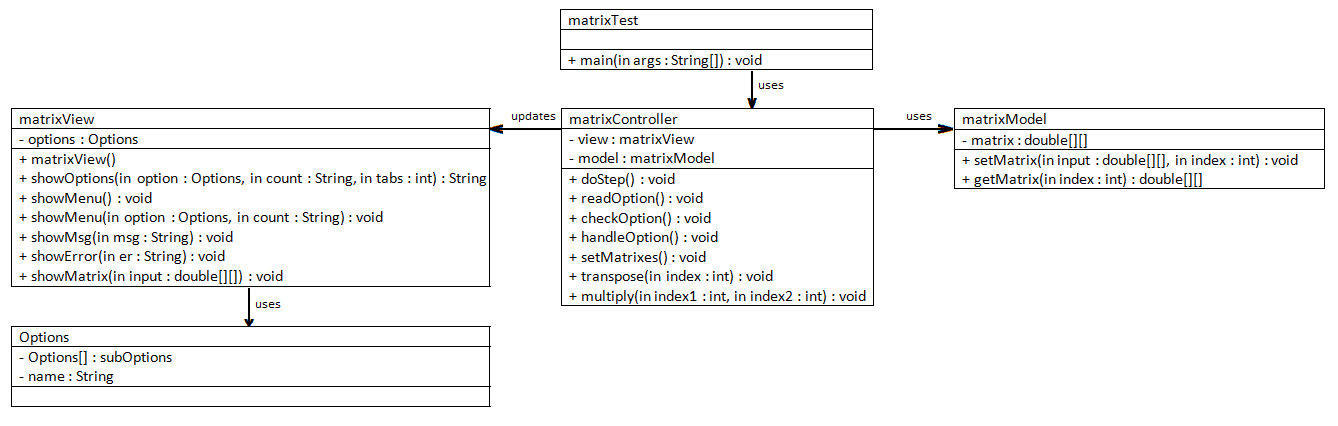 matrixTest
+ main(in args : String[]) : void
uses
matrixView
- options : Options
+ matrixView()
+ showOptions(in option : Options, in count : String, in tabs : int) : String
+ showMenu() : void
+ showMenu(in option : Options, in count : String) : void
+ showMsg(in msg : String) : void
+ showError(in er : String) : void
+ showMatrix(in input : double[][]) : void
updates
matrixController
- view : matrixView
- model : matrixModel
+ doStep() : void
+ readOption() : void
+ checkOption() : void
+ handleOption() : void
+ setMatrixes() : void
+ transpose(in index : int) : void
+ multiply(in index1 : int, in index2 : int) : void
uses
matrixModel
- matrix : double[][]
+ setMatrix(in input : double[][], in index : int) : void
+ getMatrix(in index : int) : double[][]
uses
Options
- Options[] : subOptions
- name : String